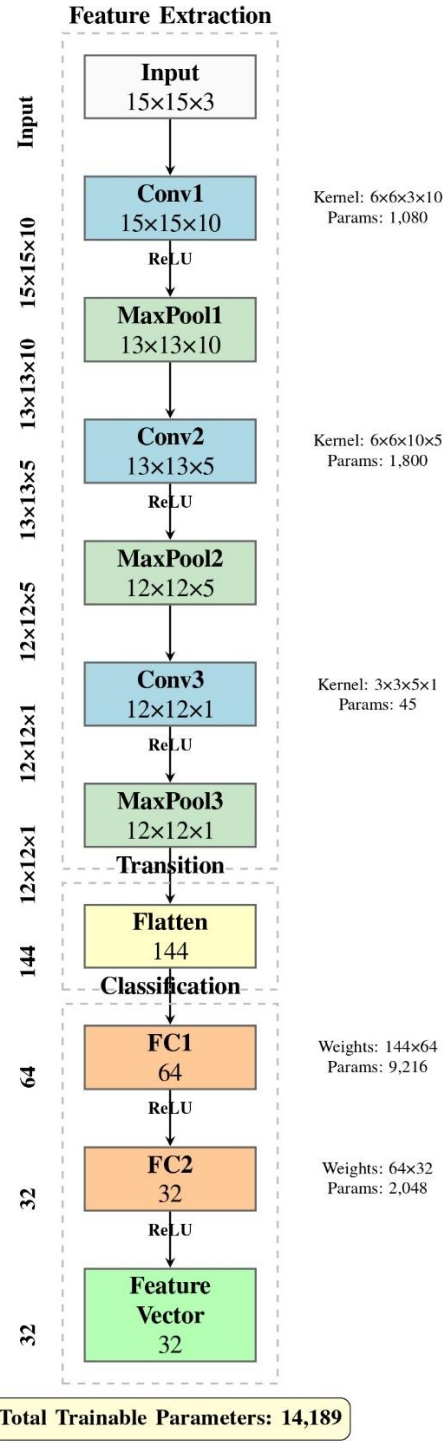 Feature Extraction
Input
15×15×3
Input
Conv1
15×15×10
Kernel: 6×6×3×10
Params: 1,080
ReLU
15×15×10
MaxPool1
13×13×10
13×13×10
Conv2
13×13×5
Kernel: 6×6×10×5
Params: 1,800
ReLU
13×13×5
MaxPool2
12×12×5
12×12×5
Conv3
12×12×1
Kernel: 3×3×5×1
Params: 45
ReLU
12×12×1
MaxPool3
12×12×1
12×12×1
Transition
Flatten
144
144
Classification
FC1
64
Weights: 144×64
Params: 9,216
64
ReLU
FC2
32
Weights: 64×32
Params: 2,048
32
ReLU
Feature
Vector
32
32
Total Trainable Parameters: 14,189